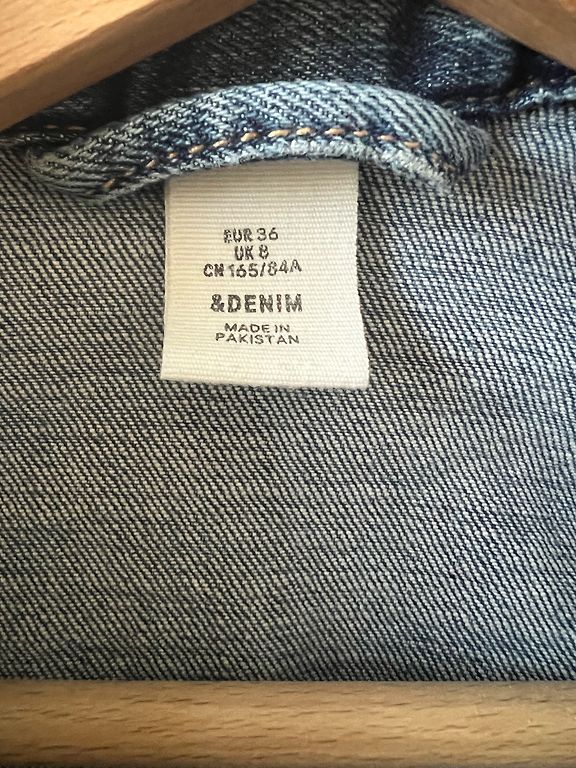 EUR 36
UK 8
CN 165/84A
&DENIM
MADE IN
PAKISTAN